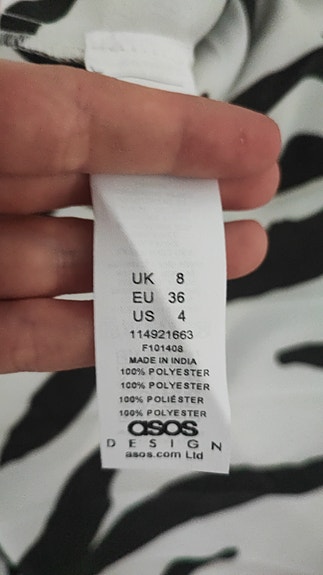 UK 8
EU 36
US 4
114921663
F101408
MADE IN INDIA
100% POLYESTER
100% POLYESTER
100% POLIÉSTER
100% POLYESTER
asos
DESIGN
asos.com Ltd